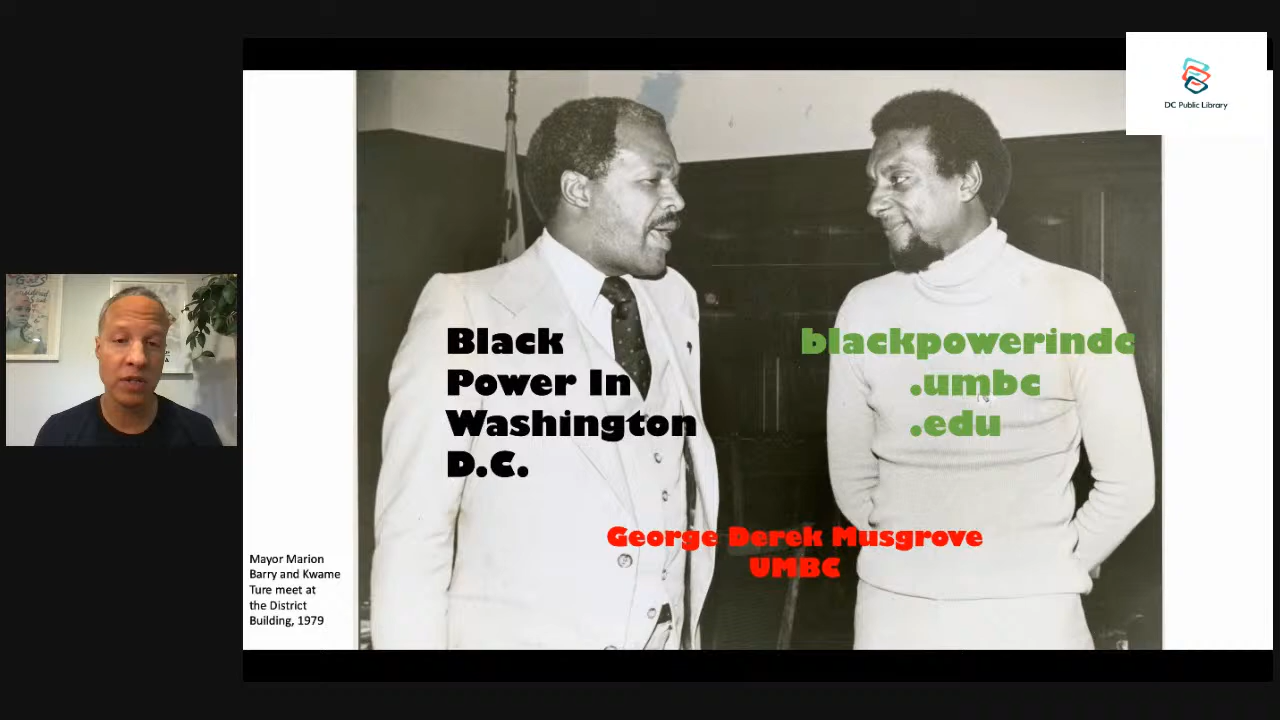 DC Public Library
Black
Power In
Washington
D.C.
blackpowerindc
.umbc
.edu
George Derek Musgrove
UMBC
Mayor Marion
Barry and Kwame
Ture meet at
the District
Building, 1979